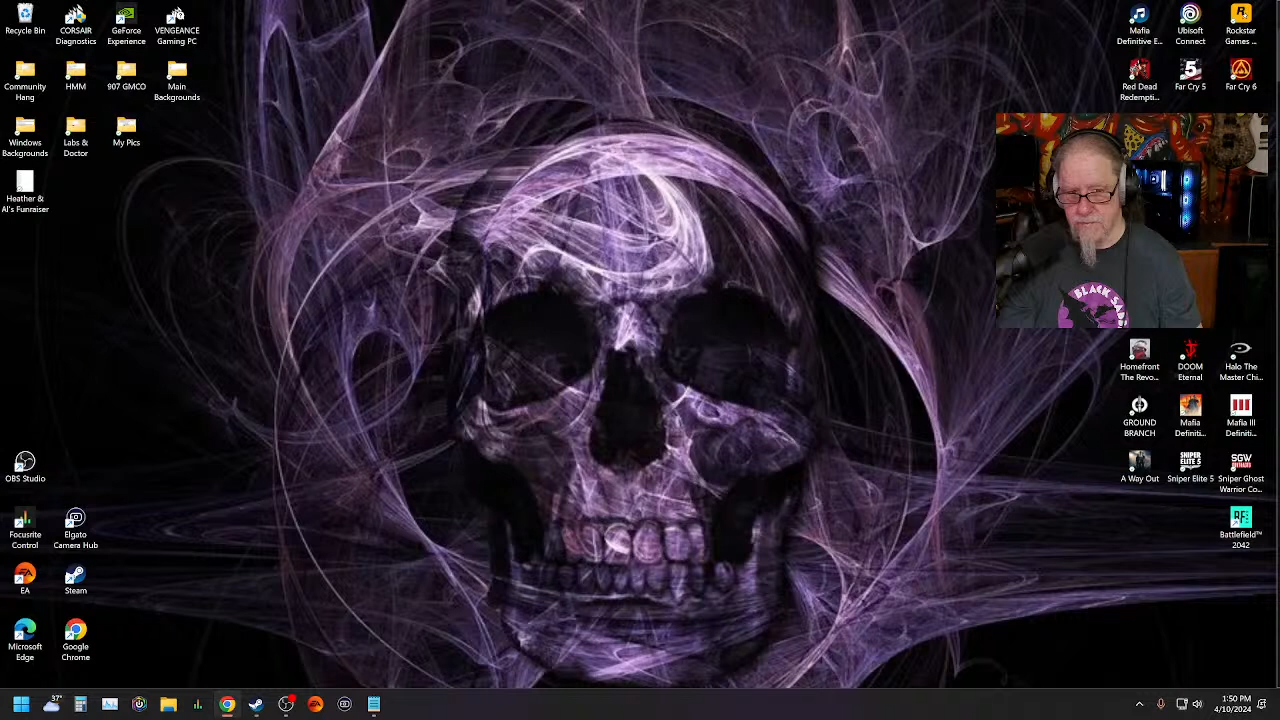 Recycle Bin
CORSAIR
Diagnostics
GeForce
Experience
VENGEANCE
Gaming PC
Community
Hang
HMM
907 GMCO
Main
Backgrounds
Windows
Backgrounds
Labs &
Doctor
My Pics
Heather &
Al's Funraiser
OBS Studio
Focusrite
Control
Elgato
Camera Hub
EA
Steam
Microsoft
Edge
Google
Chrome
Mafia
Definitive E...
Ubisoft
Connect
Rockstar
Games ...
Red Dead
Redempti...
Far Cry 5
Far Cry 6
BLACK SAB
Homefront
The Revo...
DOOM
Eternal
Halo The
Master Chi...
GROUND
BRANCH
Mafia
Definiti...
Mafia III
Definiti...
A Way Out
Sniper Elite 5
Sniper Ghost
Warrior Co...
Battlefield™
2042
37°
1:50 PM
4/10/2024